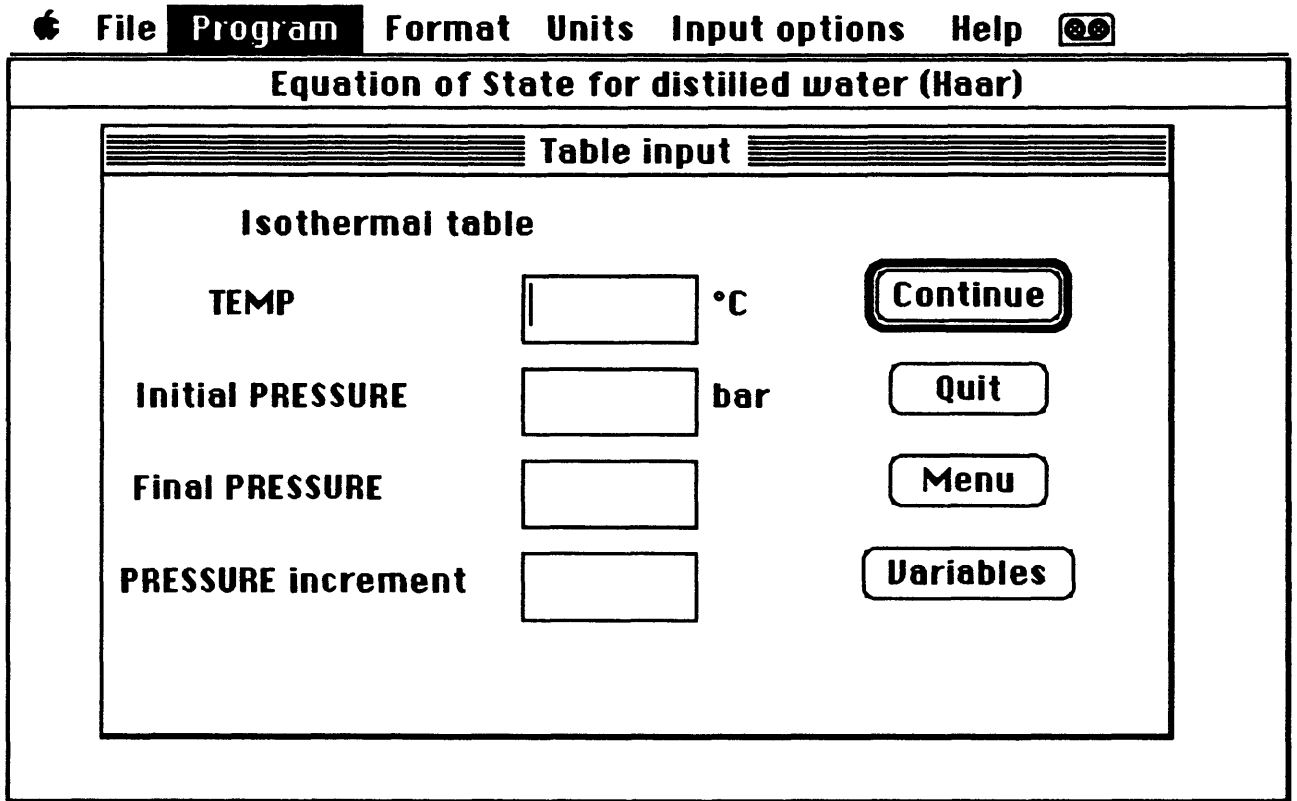 File Program Format Units Input options Help
Equation of State for distilled water (Haar)
Table input
Isothermal table
TEMP °C Continue
Initial PRESSURE bar Quit
Final PRESSURE Menu
PRESSURE increment Variables